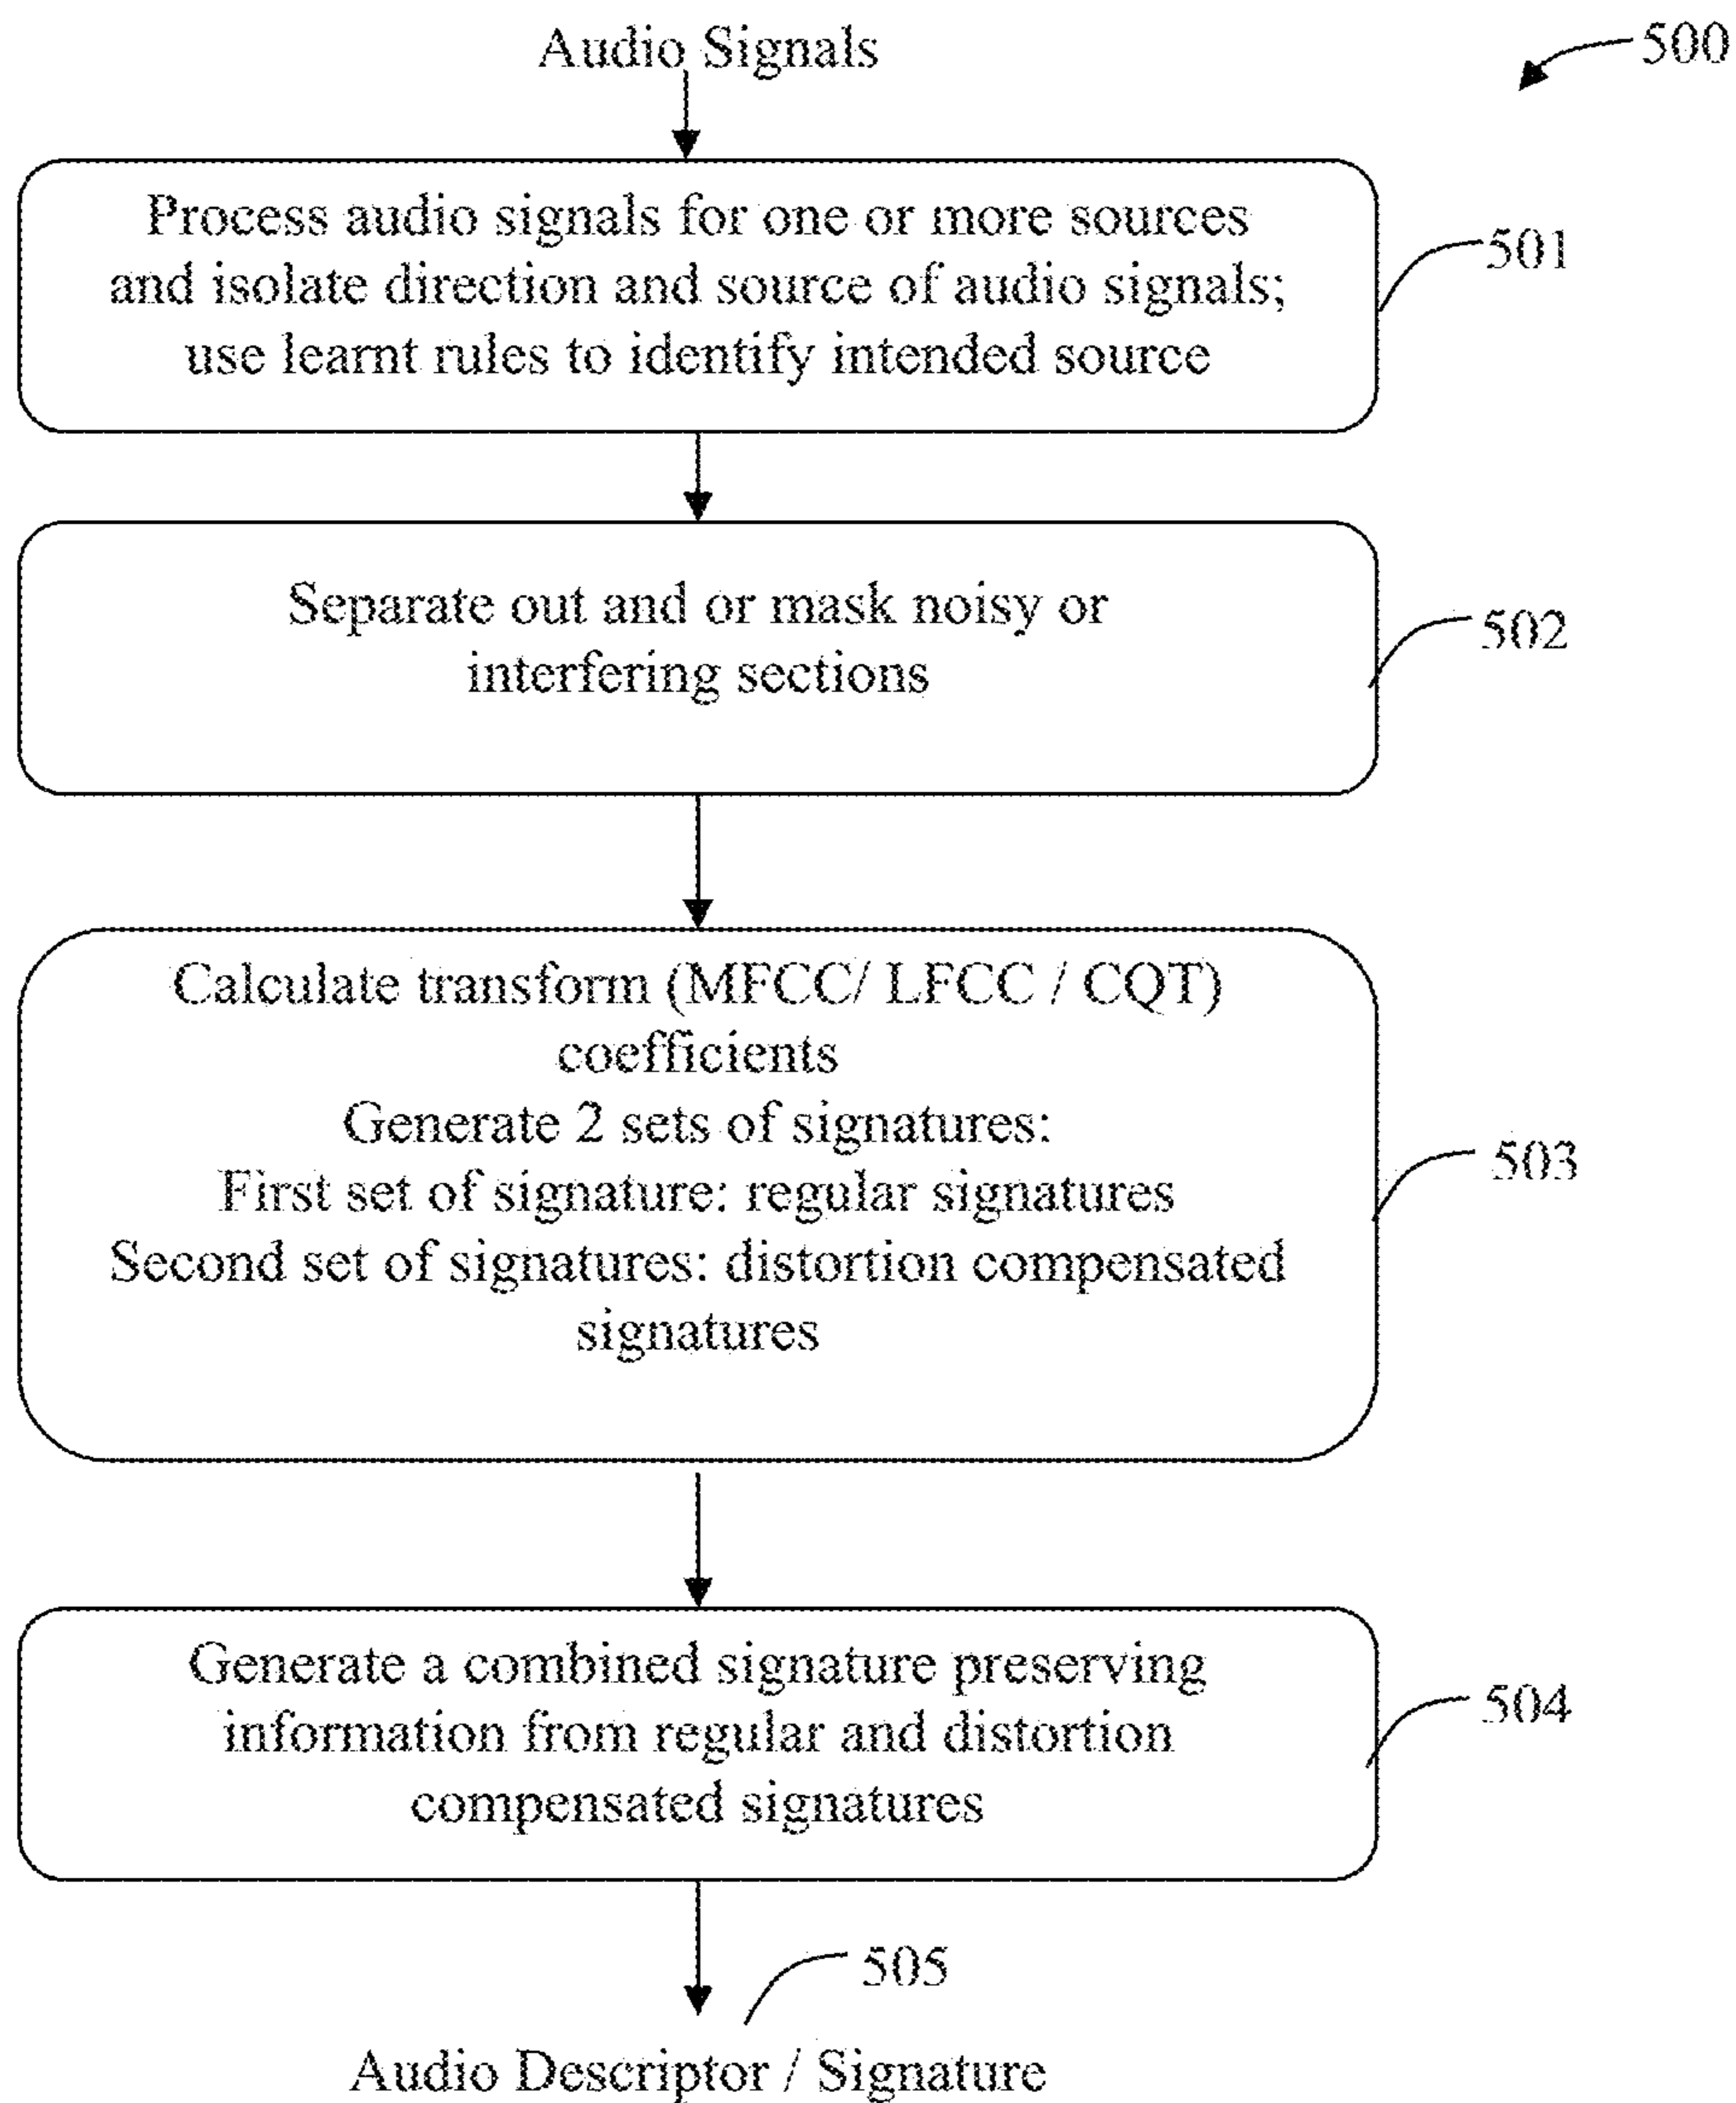 Audio Signals
500
Process audio signals for one or more sources
and isolate direction and source of audio signals;
use learnt rules to identify intended source
501
Separate out and or mask noisy or
interfering sections
502
Calculate transform (MFCC/ LFCC / CQT)
coefficients
Generate 2 sets of signatures:
First set of signature: regular signatures
Second set of signatures: distortion compensated
signatures
503
Generate a combined signature preserving
information from regular and distortion
compensated signatures
504
505
Audio Descriptor / Signature